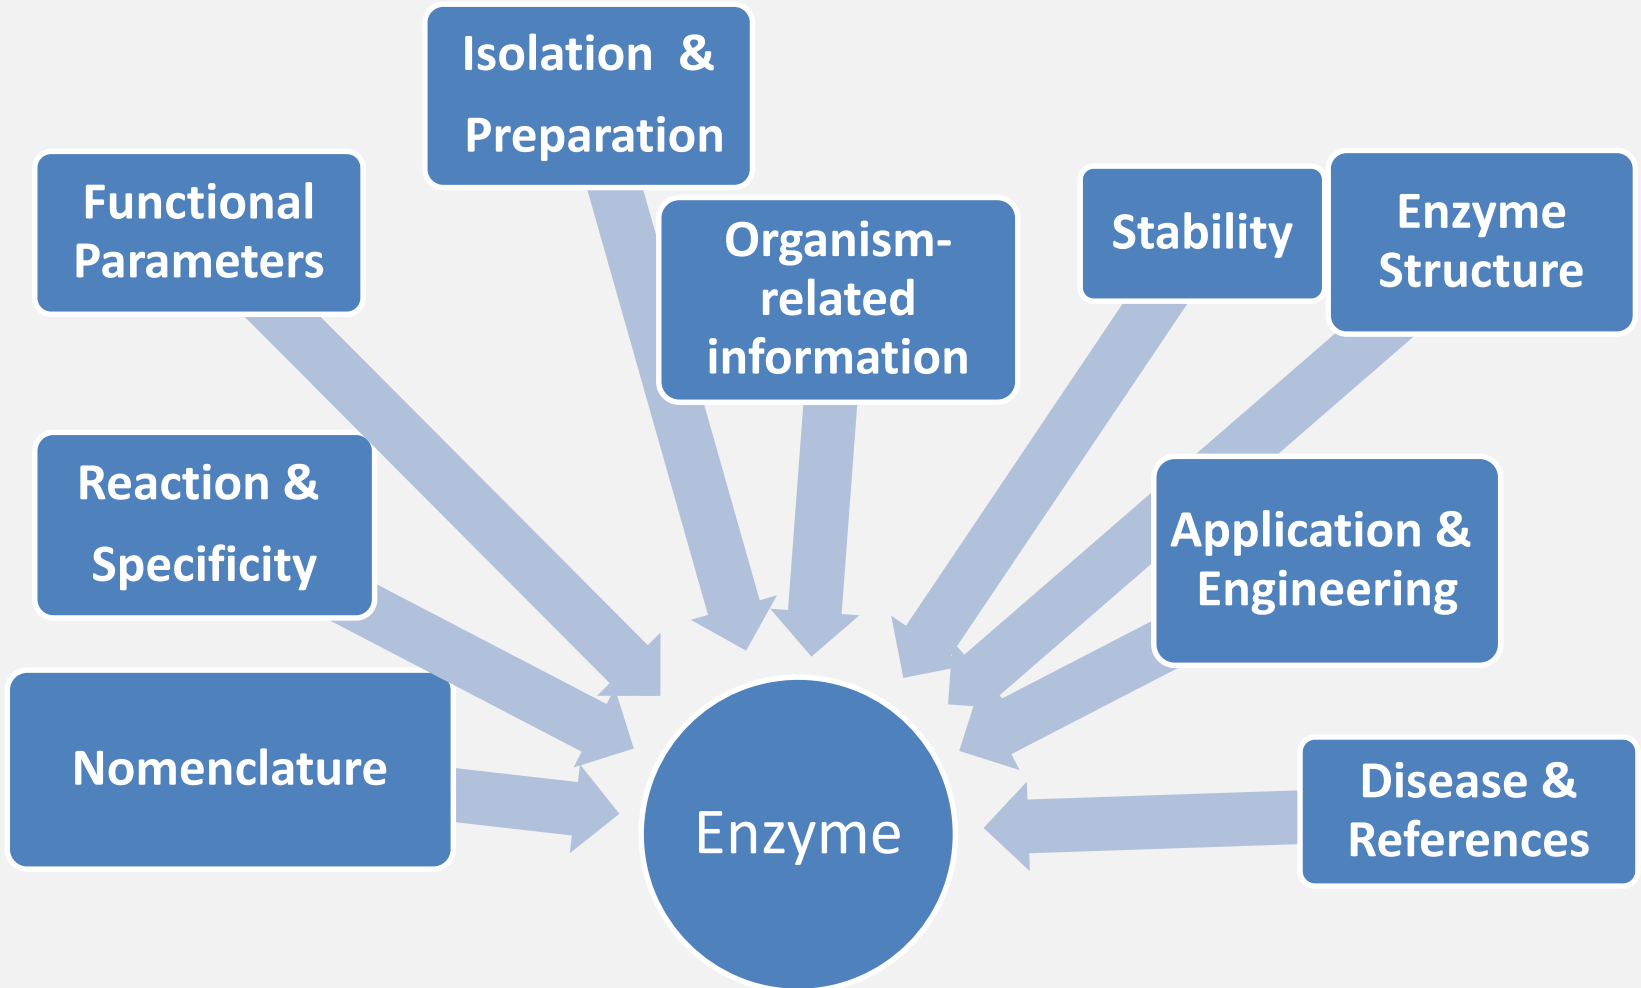 Isolation &
Preparation
Functional
Parameters
Organism-
related
information
Stability
Enzyme
Structure
Reaction &
Specificity
Application &
Engineering
Nomenclature
Disease &
References
Enzyme